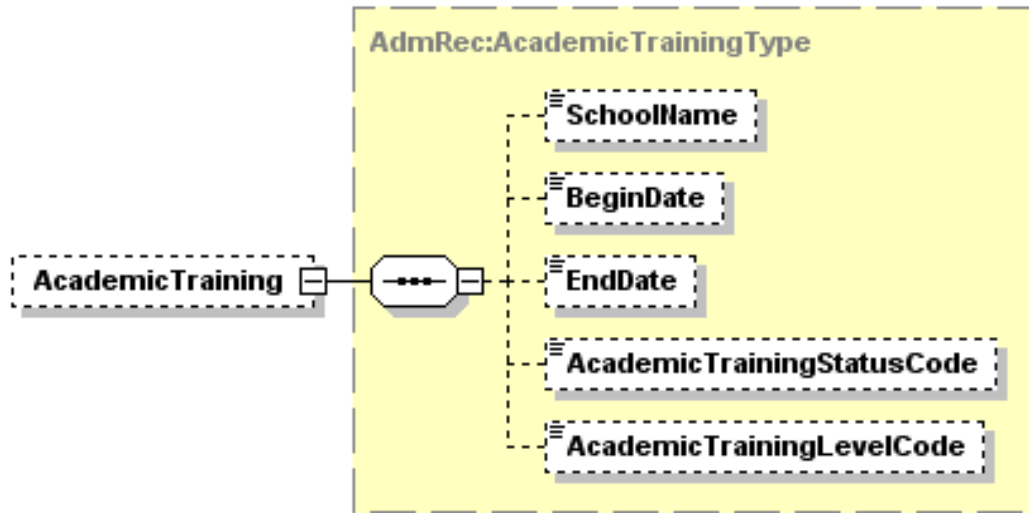 AdmRec:AcademicTrainingType
SchoolName
BeginDate
EndDate
AcademicTraining
AcademicTrainingStatusCode
AcademicTrainingLevelCode